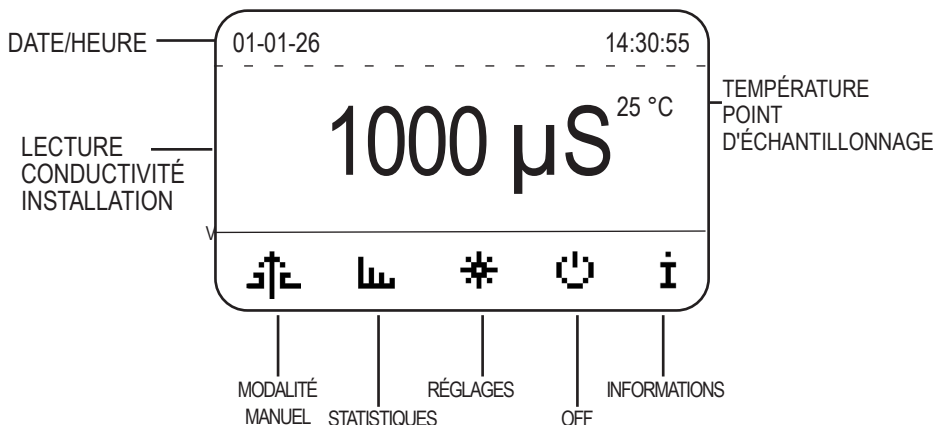 DATE/HEURE
01-01-26 14:30:55
25 °C
1000 µS
TEMPÉRATURE
POINT
D'ÉCHANTILLONNAGE
LECTURE
CONDUCTIVITÉ
INSTALLATION
V
i
MODALITÉ
MANUEL
STATISTIQUES
RÉGLAGES
OFF
INFORMATIONS